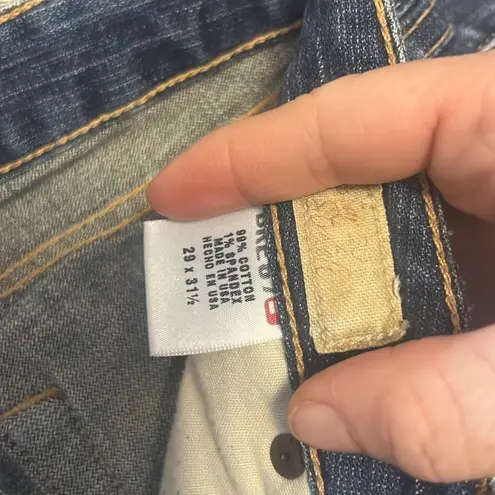 99% COTTON
1% SPANDEX
MADE IN USA
HECHO EN USA
29 x 31½